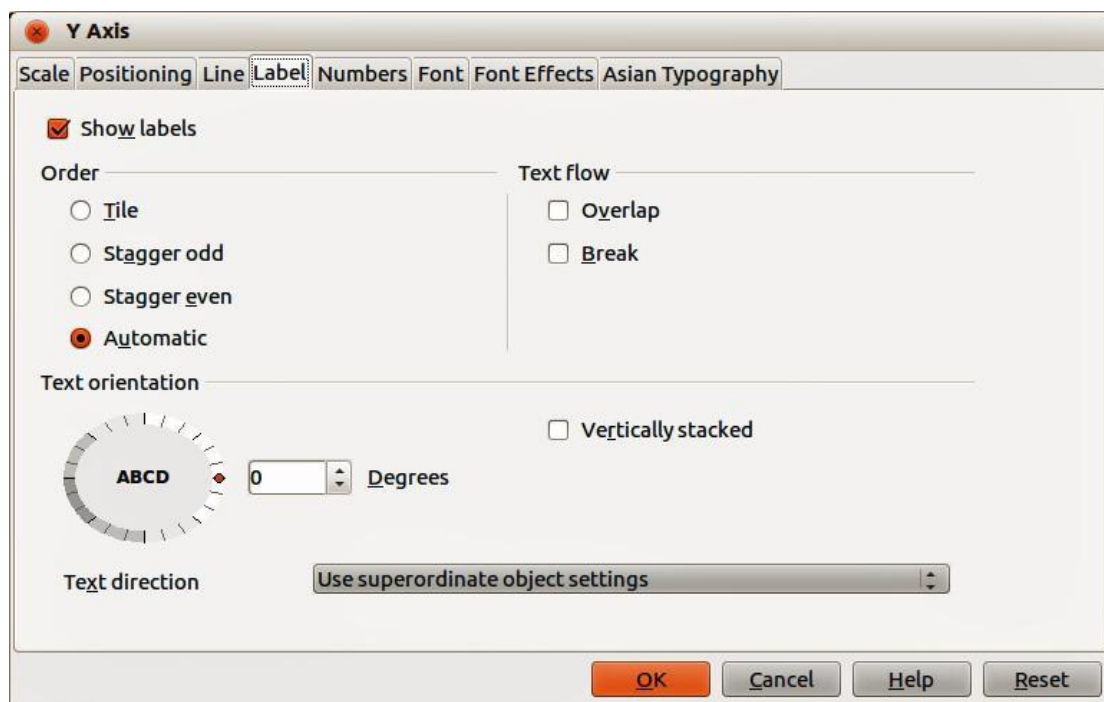 Y Axis
Scale Positioning Line Label Numbers Font Font Effects Asian Typography
Show labels
Order
Tile
Stagger odd
Stagger even
Automatic
Text flow
Overlap
Break
Text orientation
ABCD
0 Degrees
Vertically stacked
Text direction Use superordinate object settings
OK Cancel Help Reset